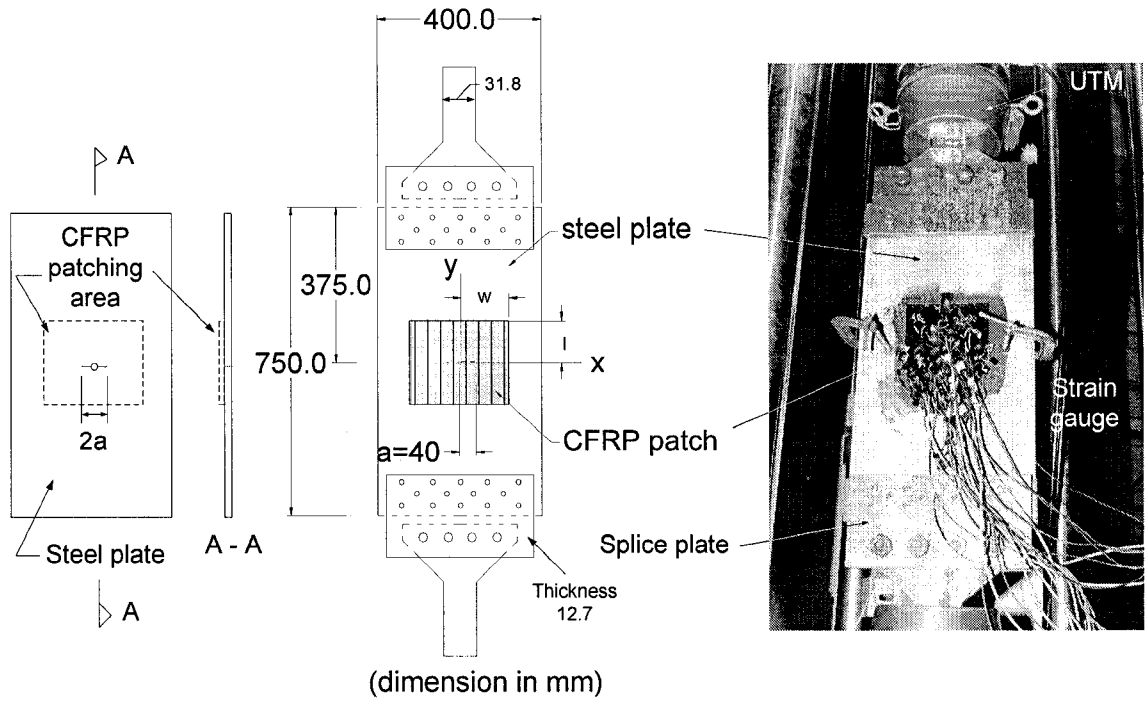 A
CFRP
patching
area
2a
Steel plate
A
A - A
400.0
31.8
375.0
750.0
y
w
l
x
a=40
Thickness
12.7
(dimension in mm)
steel plate
CFRP patch
Splice plate
UTM
Strain
gauge